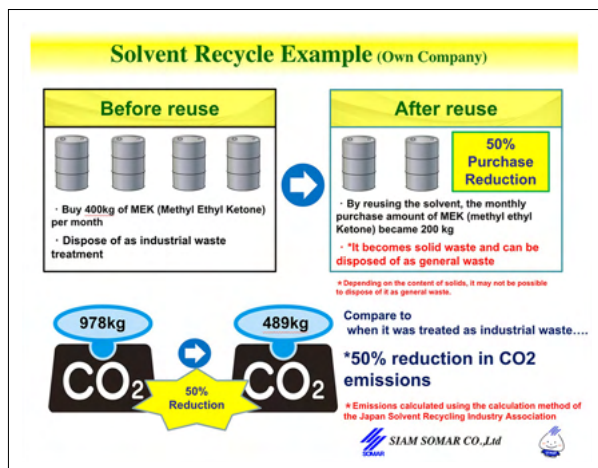 Solvent Recycle Example (Own Company)
Before reuse
・Buy 400kg of MEK (Methyl Ethyl Ketone)
per month
・Dispose of as industrial waste
treatment
After reuse
50%
Purchase
Reduction
・By reusing the solvent, the monthly
purchase amount of MEK (methyl ethyl
Ketone) became 200 kg
・*It becomes solid waste and can be
disposed of as general waste
*Depending on the content of solids, it may not be possible
to dispose of it as general waste.
978kg
CO2
50%
Reduction
489kg
CO2
Compare to
when it was treated as industrial waste….
*50% reduction in CO2
emissions
*Emissions calculated using the calculation method of
the Japan Solvent Recycling Industry Association
SOMAR
SIAM SOMAR CO.,Ltd